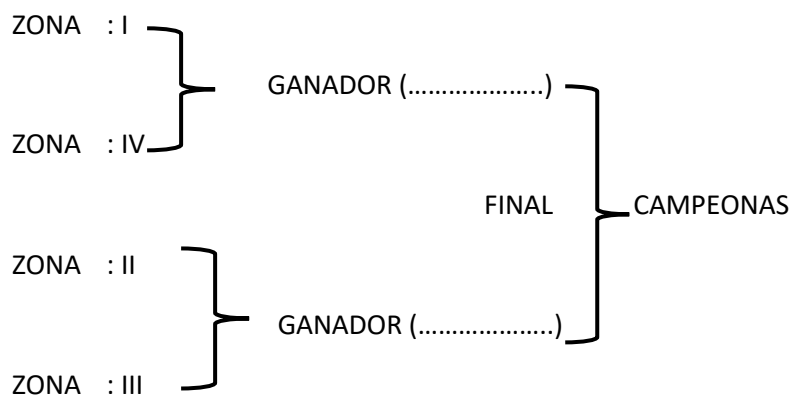 ZONA : I
GANADOR (………………..)
ZONA : IV
FINAL CAMPEONAS
ZONA : II
GANADOR (………………..)
ZONA : III